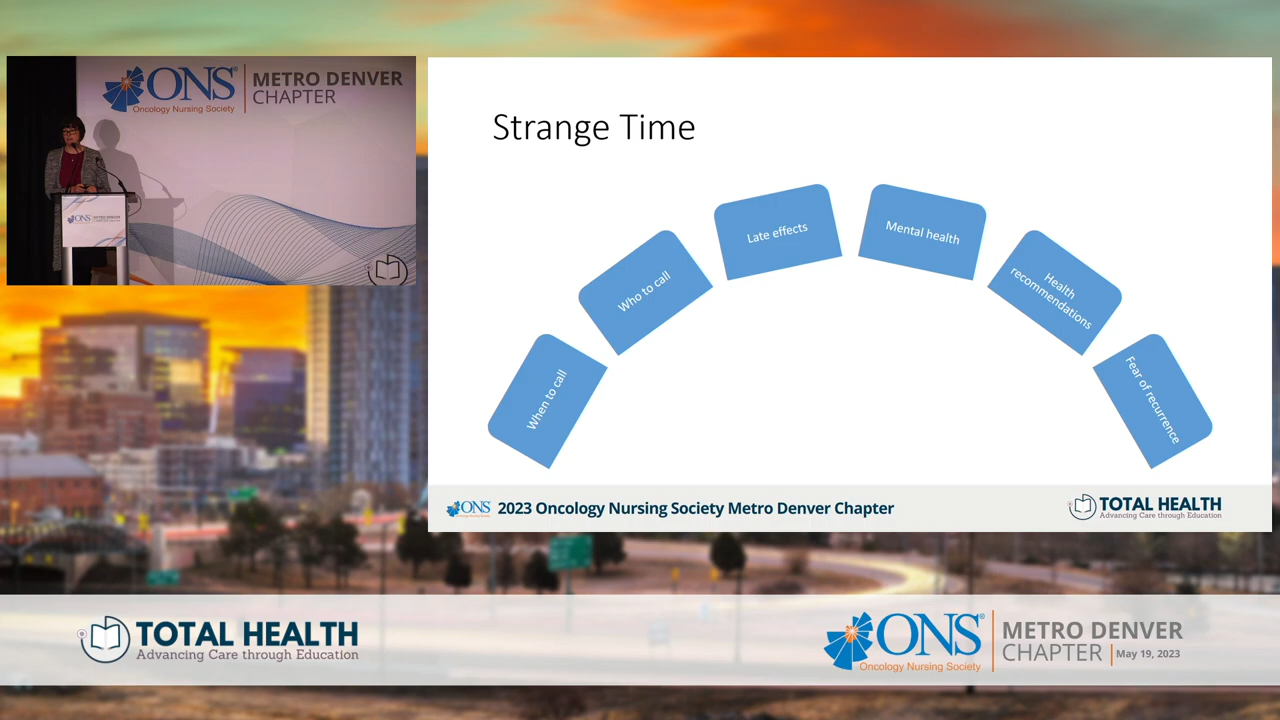 ONS®
Oncology Nursing Society
METRO DENVER
CHAPTER
ONS
Strange Time
When to call
Who to call
Late effects
Mental health
Health
recommendations
Fear of recurrence
ONS 2023 Oncology Nursing Society Metro Denver Chapter
TOTAL HEALTH
Advancing Care through Education
TOTAL HEALTH
Advancing Care through Education
ONS®
Oncology Nursing Society
METRO DENVER
CHAPTER
May 19, 2023